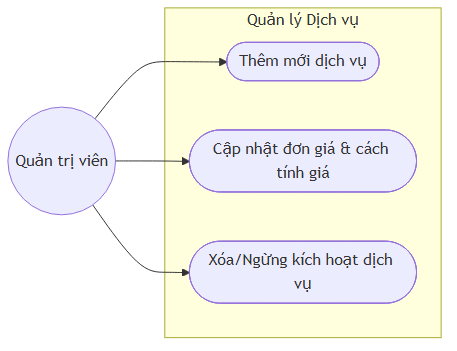 Quản lý Dịch vụ
Thêm mới dịch vụ
Quản trị viên
Cập nhật đơn giá & cách
tính giá
Xóa/Ngừng kích hoạt dịch
vụ